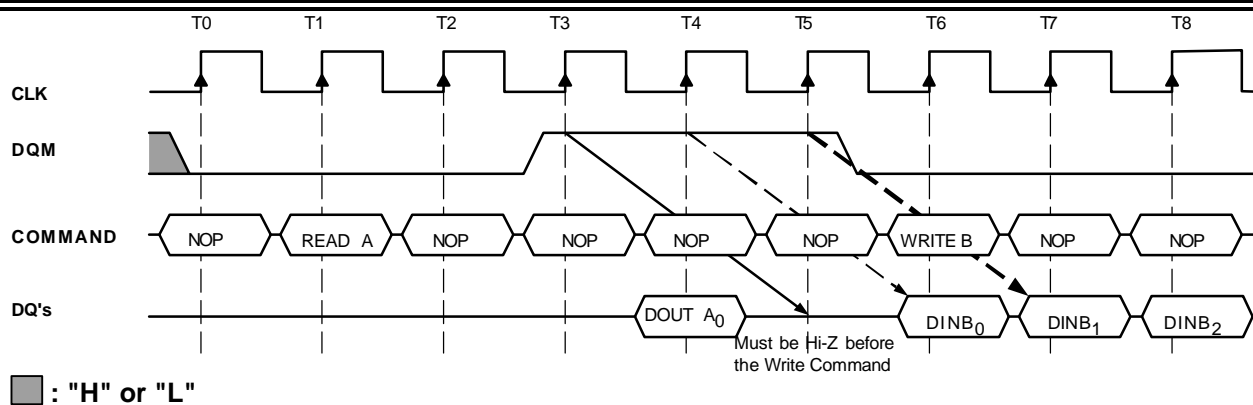 T0 T1 T2 T3 T4 T5 T6 T7 T8
CLK
DQM
COMMAND NOP READ A NOP NOP NOP NOP WRITE B NOP NOP
DQ's DOUT A0 DINB0 DINB1 DINB2
Must be Hi-Z before
the Write Command
: "H" or "L"